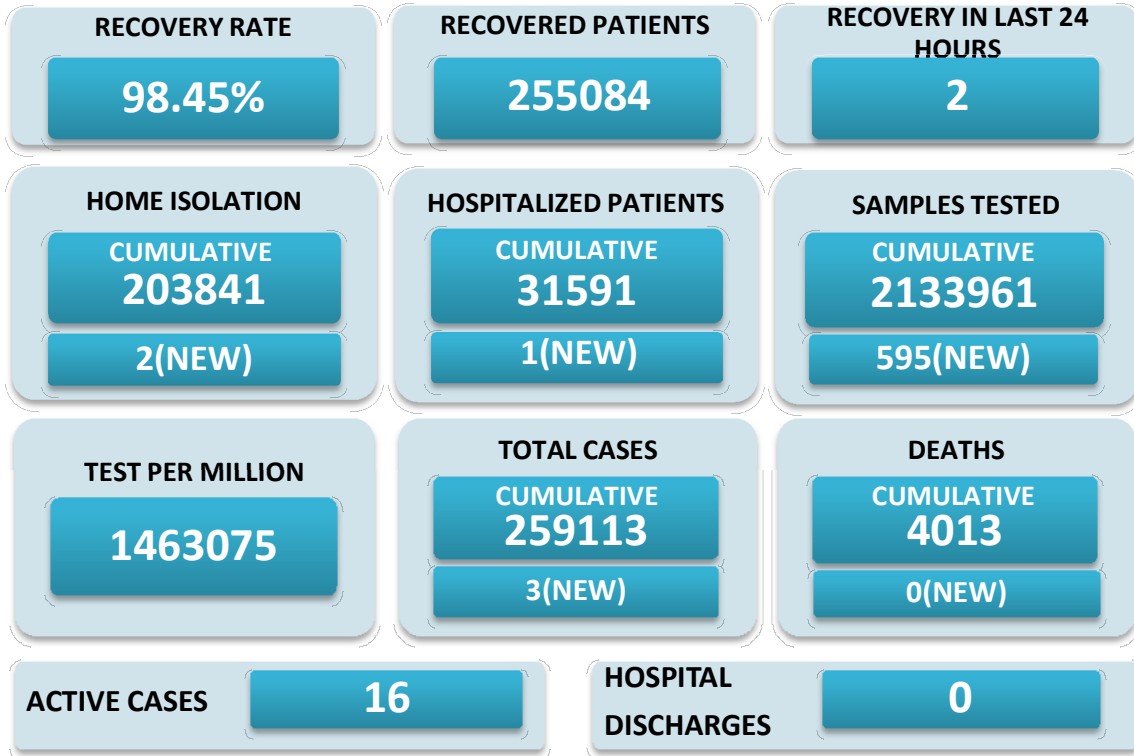 RECOVERY RATE
98.45%
RECOVERED PATIENTS
255084
RECOVERY IN LAST 24
HOURS
2
HOME ISOLATION
CUMULATIVE
203841
2(NEW)
HOSPITALIZED PATIENTS
CUMULATIVE
31591
1(NEW)
SAMPLES TESTED
CUMULATIVE
2133961
595(NEW)
TEST PER MILLION
1463075
TOTAL CASES
CUMULATIVE
259113
3(NEW)
DEATHS
CUMULATIVE
4013
0(NEW)
ACTIVE CASES
16
HOSPITAL
DISCHARGES
0